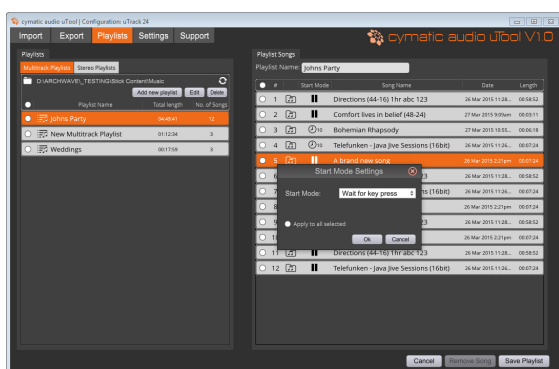 cymatic audio uTool | Configuration: uTrack 24
Import Export Playlists Settings Support
cymatic audio uTool V1.0
Playlists
Multitrack Playlists Stereo Playlists
D:\ARCHWAVE\_TESTING\Stick Content\Music
Add new playlist Edit Delete
Playlist Name Total length No. of Songs
Johns Party 04:49:41 12
New Multitrack Playlist 01:12:34 3
Weddings 00:17:59 3
Playlist Songs
Playlist Name: Johns Party
# Start Mode Song Name Date Length
1 Directions (44-16) 1hr abc 123 26 Mar 2015 11:28... 00:58:52
2 Comfort lives in belief (48-24) 27 Mar 2015 9:09am 00:03:11
3 10 Bohemian Rhapsody 27 Mar 2015 10:55... 00:06:18
4 10 Telefunken - Java Jive Sessions (16bit) 26 Mar 2015 11:26... 00:07:24
5 A brand new song 26 Mar 2015 2:21pm 00:07:24
6 23 26 Mar 2015 11:28... 00:58:52
7 ns (16bit) 26 Mar 2015 11:26... 00:07:24
8 26 Mar 2015 2:21pm 00:07:24
9 23 26 Mar 2015 11:28... 00:58:52
10 26 Mar 2015 2:21pm 00:07:24
11 Directions (44-16) 1hr abc 123 26 Mar 2015 11:28... 00:58:52
12 Telefunken - Java Jive Sessions (16bit) 26 Mar 2015 11:26... 00:07:24
Start Mode Settings
Start Mode: Wait for key press
Apply to all selected
Ok Cancel
Cancel Remove Song Save Playlist